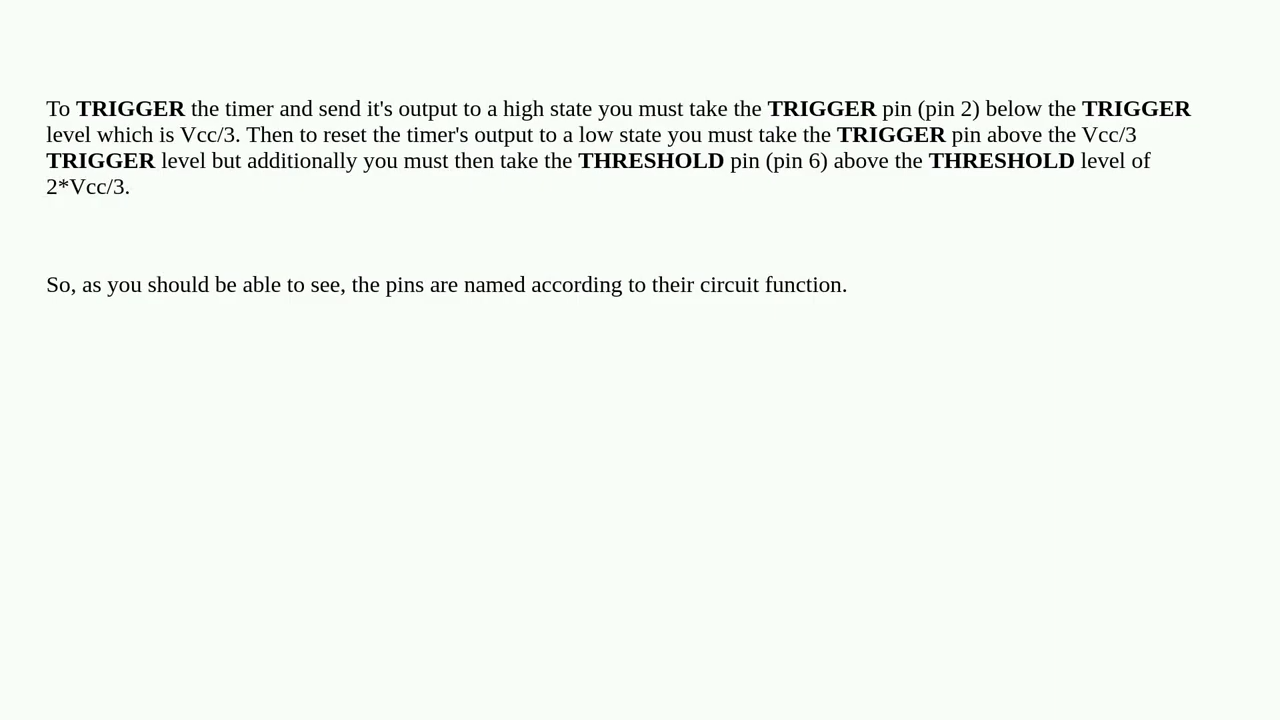 To TRIGGER the timer and send it's output to a high state you must take the TRIGGER pin (pin 2) below the TRIGGER
level which is Vcc/3. Then to reset the timer's output to a low state you must take the TRIGGER pin above the Vcc/3
TRIGGER level but additionally you must then take the THRESHOLD pin (pin 6) above the THRESHOLD level of
2*Vcc/3.
So, as you should be able to see, the pins are named according to their circuit function.